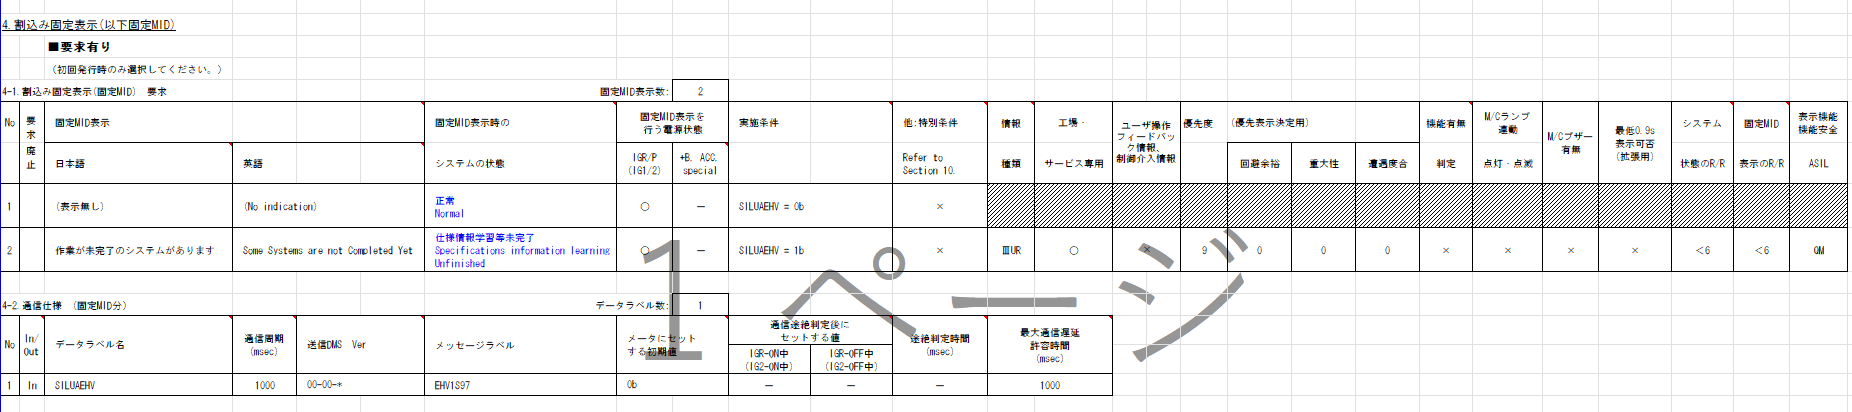 4.割込み固定表示(以下固定MID)
■要求有り
(初回発行時のみ選択してください。)
4-1.割込み固定表示(固定MID) 要求
固定MID表示数: 2
No
要求廃止
固定MID表示
日本語
英語
固定MID表示時の
システムの状態
固定MID表示を
行う電源状態
IGR/P
(IG1/2)
+B, ACC,
special
実施条件
他:特別条件
Refer to
Section 10.
情報
種類
工場・
サービス専用
ユーザ操作
フィードバッ
ク情報、
制御介入情報
優先度
(優先表示決定用)
回避余裕
重大性
遭遇度合
機能有無
判定
M/Cランプ
連動
点灯・点滅
M/Cブザー
有無
最低0.9s
表示可否
(拡張用)
システム
状態のR/R
固定MID
表示のR/R
表示機能
機能安全
ASIL
1 (表示無し) (No indication) 正常 ○ − SILUAEHV = 0b ×
Normal
2 作業が未完了のシステムがあります Some Systems are not Completed Yet 仕様情報学習等未完了 ○ − SILUAEHV = 1b × ⅢUR ○ × 9 0 0 0 × × × × <6 <6 QM
Specifications information learning
Unfinished
4-2.通信仕様 (固定MID分)
データラベル数: 1
No
In/
Out
データラベル名
通信周期
(msec)
送信DMS Ver
メッセージラベル
メータにセット
する初期値
通信途絶判定後に
セットする値
IGR-ON中
(IG2-ON中)
IGR-OFF中
(IG2-OFF中)
途絶判定時間
(msec)
最大通信遅延
許容時間
(msec)
1 In SILUAEHV 1000 00-00-* EHV1S97 0b − − − 1000
1 ページ